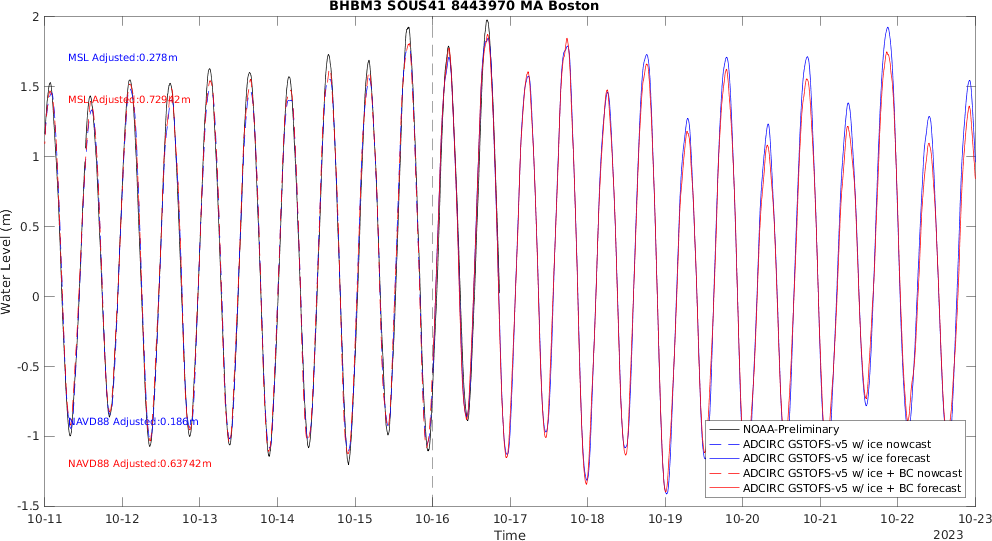 BHBM3 SOUS41 8443970 MA Boston
Water Level (m)
2
1.5
1
0.5
0
-0.5
-1
-1.5
MSL Adjusted:0.278m
MSL Adjusted:0.72942m
NAVD88 Adjusted:0.186m
NAVD88 Adjusted:0.63742m
NOAA-Preliminary
ADCIRC GSTOFS-v5 w/ ice nowcast
ADCIRC GSTOFS-v5 w/ ice forecast
ADCIRC GSTOFS-v5 w/ ice + BC nowcast
ADCIRC GSTOFS-v5 w/ ice + BC forecast
10-11 10-12 10-13 10-14 10-15 10-16 10-17 10-18 10-19 10-20 10-21 10-22 10-23
Time
2023